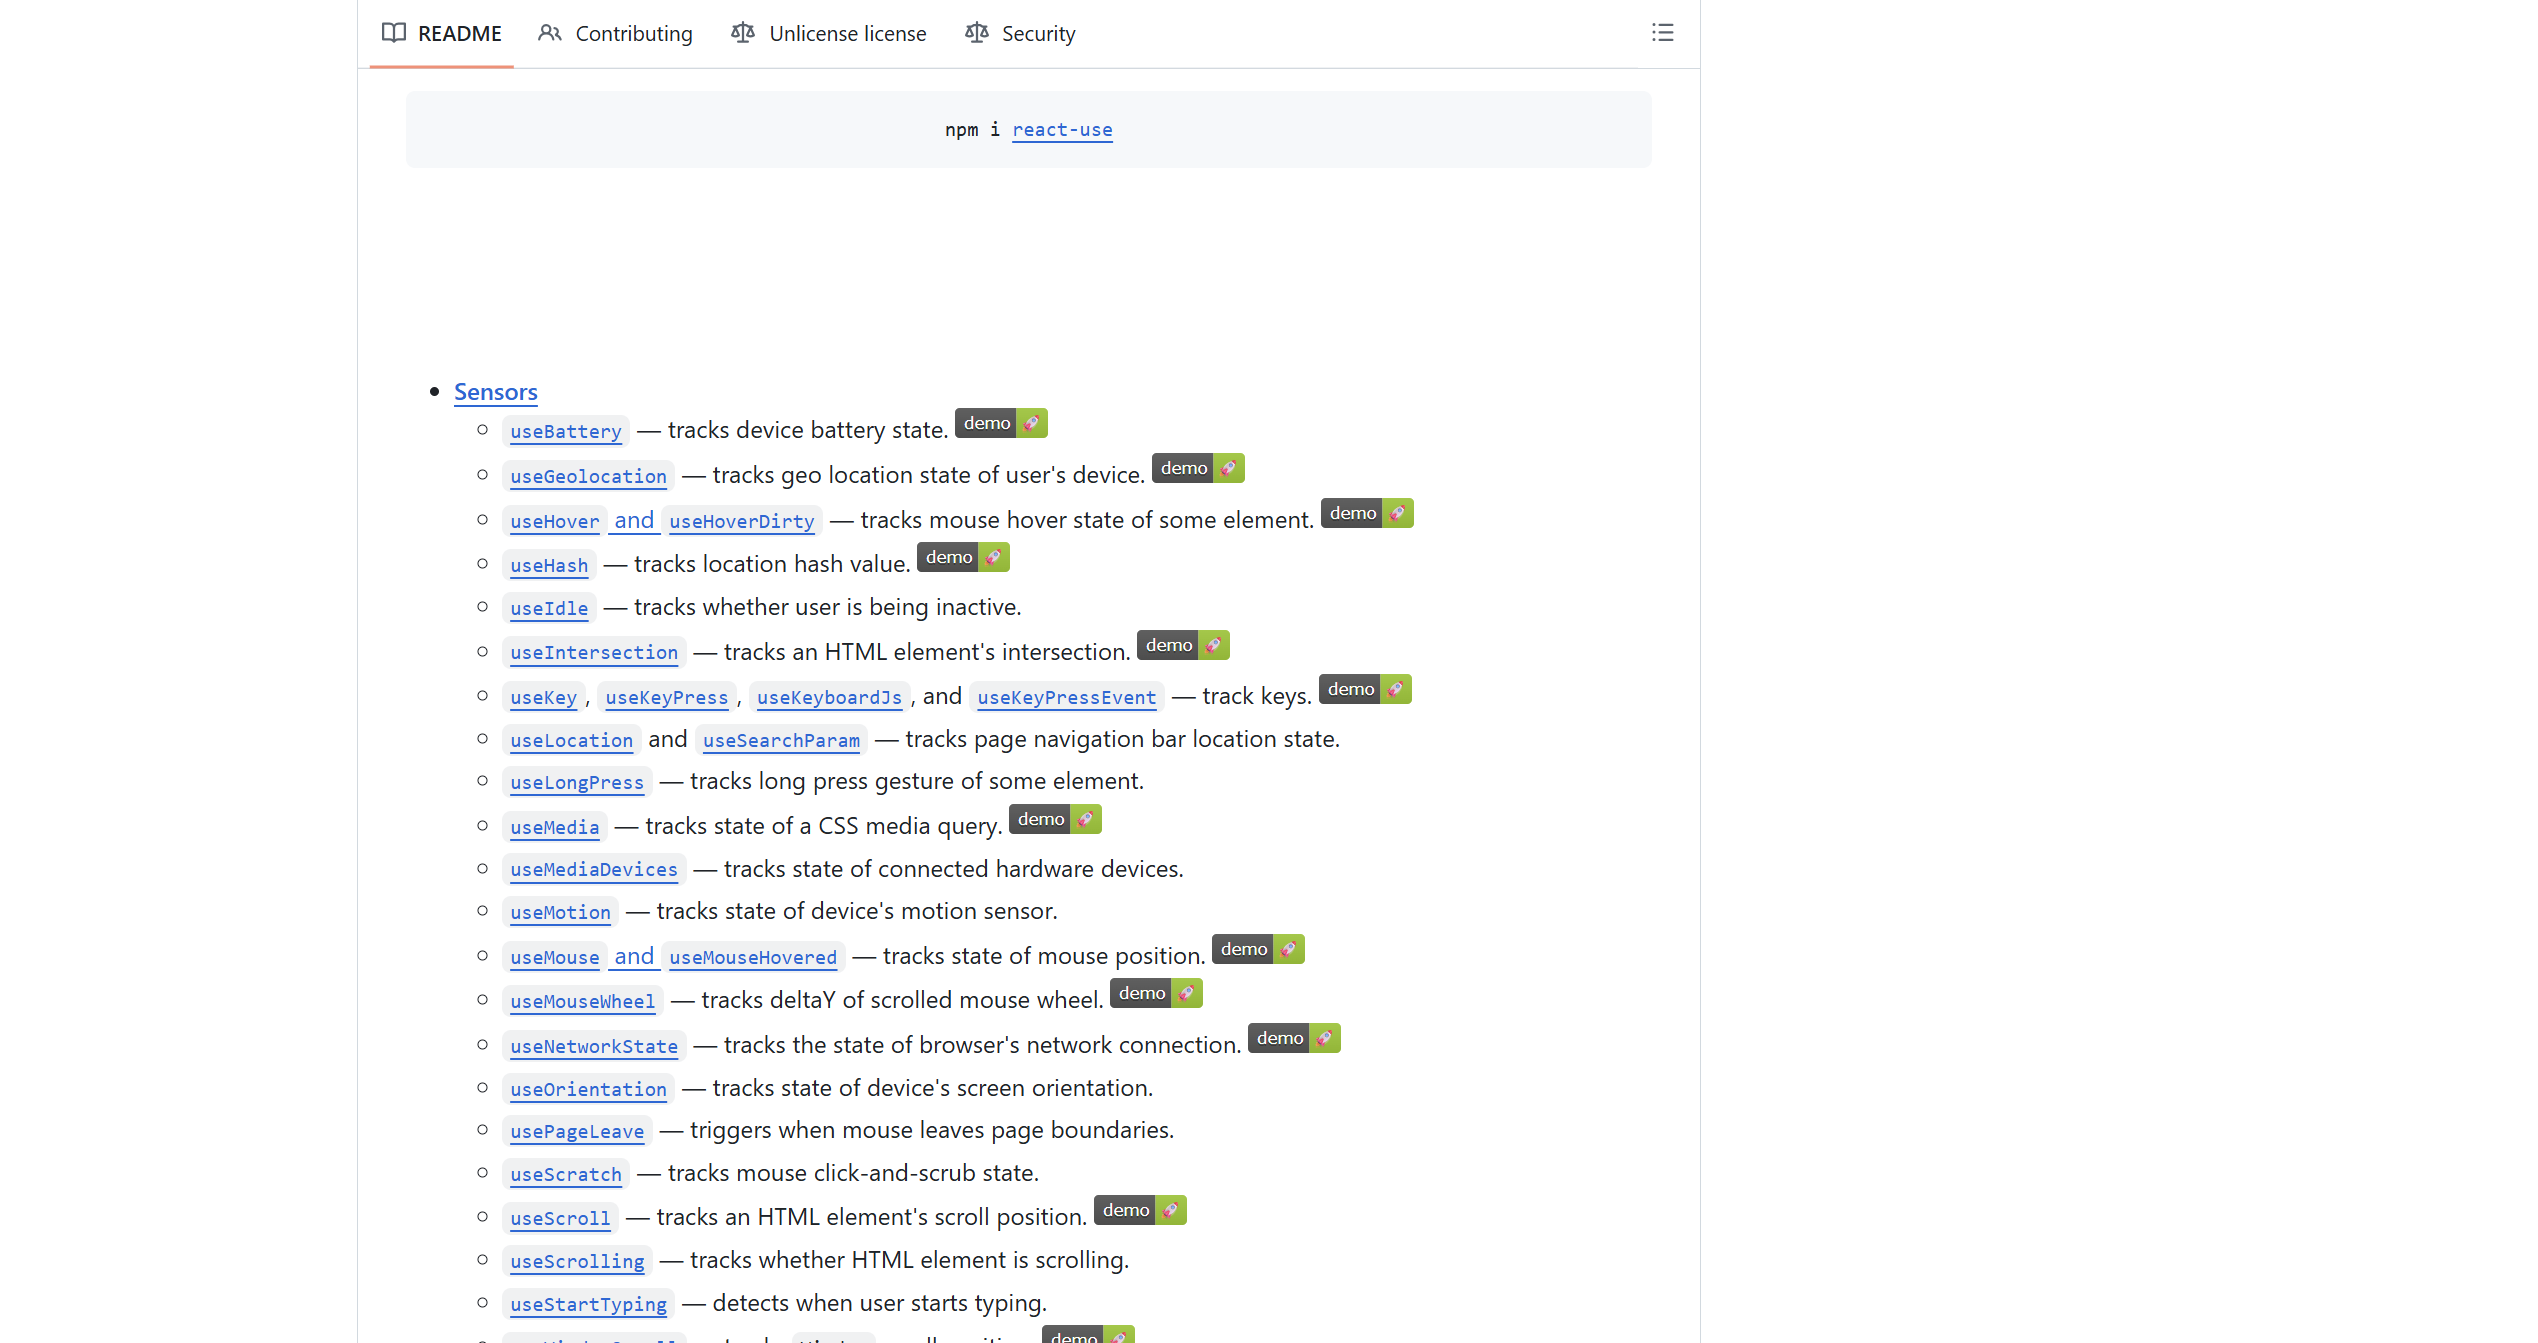 README Contributing Unlicense license Security
npm i react-use
Sensors
useBattery — tracks device battery state. demo
useGeolocation — tracks geo location state of user's device. demo
useHover and useHoverDirty — tracks mouse hover state of some element. demo
useHash — tracks location hash value. demo
useIdle — tracks whether user is being inactive.
useIntersection — tracks an HTML element's intersection. demo
useKey, useKeyPress, useKeyboardJs, and useKeyPressEvent — track keys. demo
useLocation and useSearchParam — tracks page navigation bar location state.
useLongPress — tracks long press gesture of some element.
useMedia — tracks state of a CSS media query. demo
useMediaDevices — tracks state of connected hardware devices.
useMotion — tracks state of device's motion sensor.
useMouse and useMouseHovered — tracks state of mouse position. demo
useMouseWheel — tracks deltaY of scrolled mouse wheel. demo
useNetworkState — tracks the state of browser's network connection. demo
useOrientation — tracks state of device's screen orientation.
usePageLeave — triggers when mouse leaves page boundaries.
useScratch — tracks mouse click-and-scrub state.
useScroll — tracks an HTML element's scroll position. demo
useScrolling — tracks whether HTML element is scrolling.
useStartTyping — detects when user starts typing.
demo